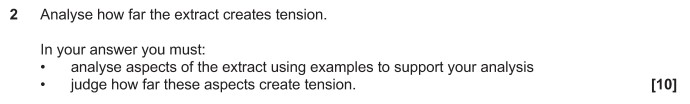 2 Analyse how far the extract creates tension.
In your answer you must:
• analyse aspects of the extract using examples to support your analysis
• judge how far these aspects create tension. [10]